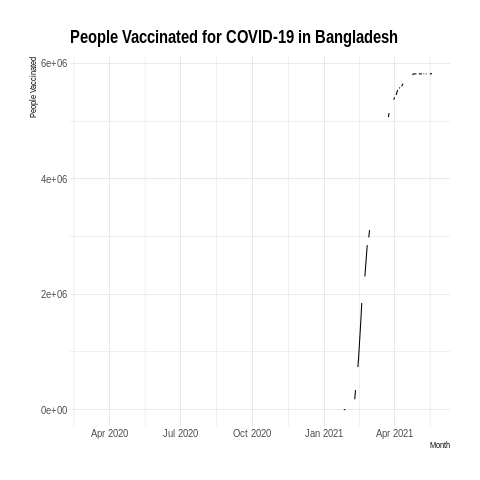 People Vaccinated for COVID-19 in Bangladesh
People Vaccinated
6e+06
4e+06
2e+06
0e+00
Apr 2020 Jul 2020 Oct 2020 Jan 2021 Apr 2021
Month